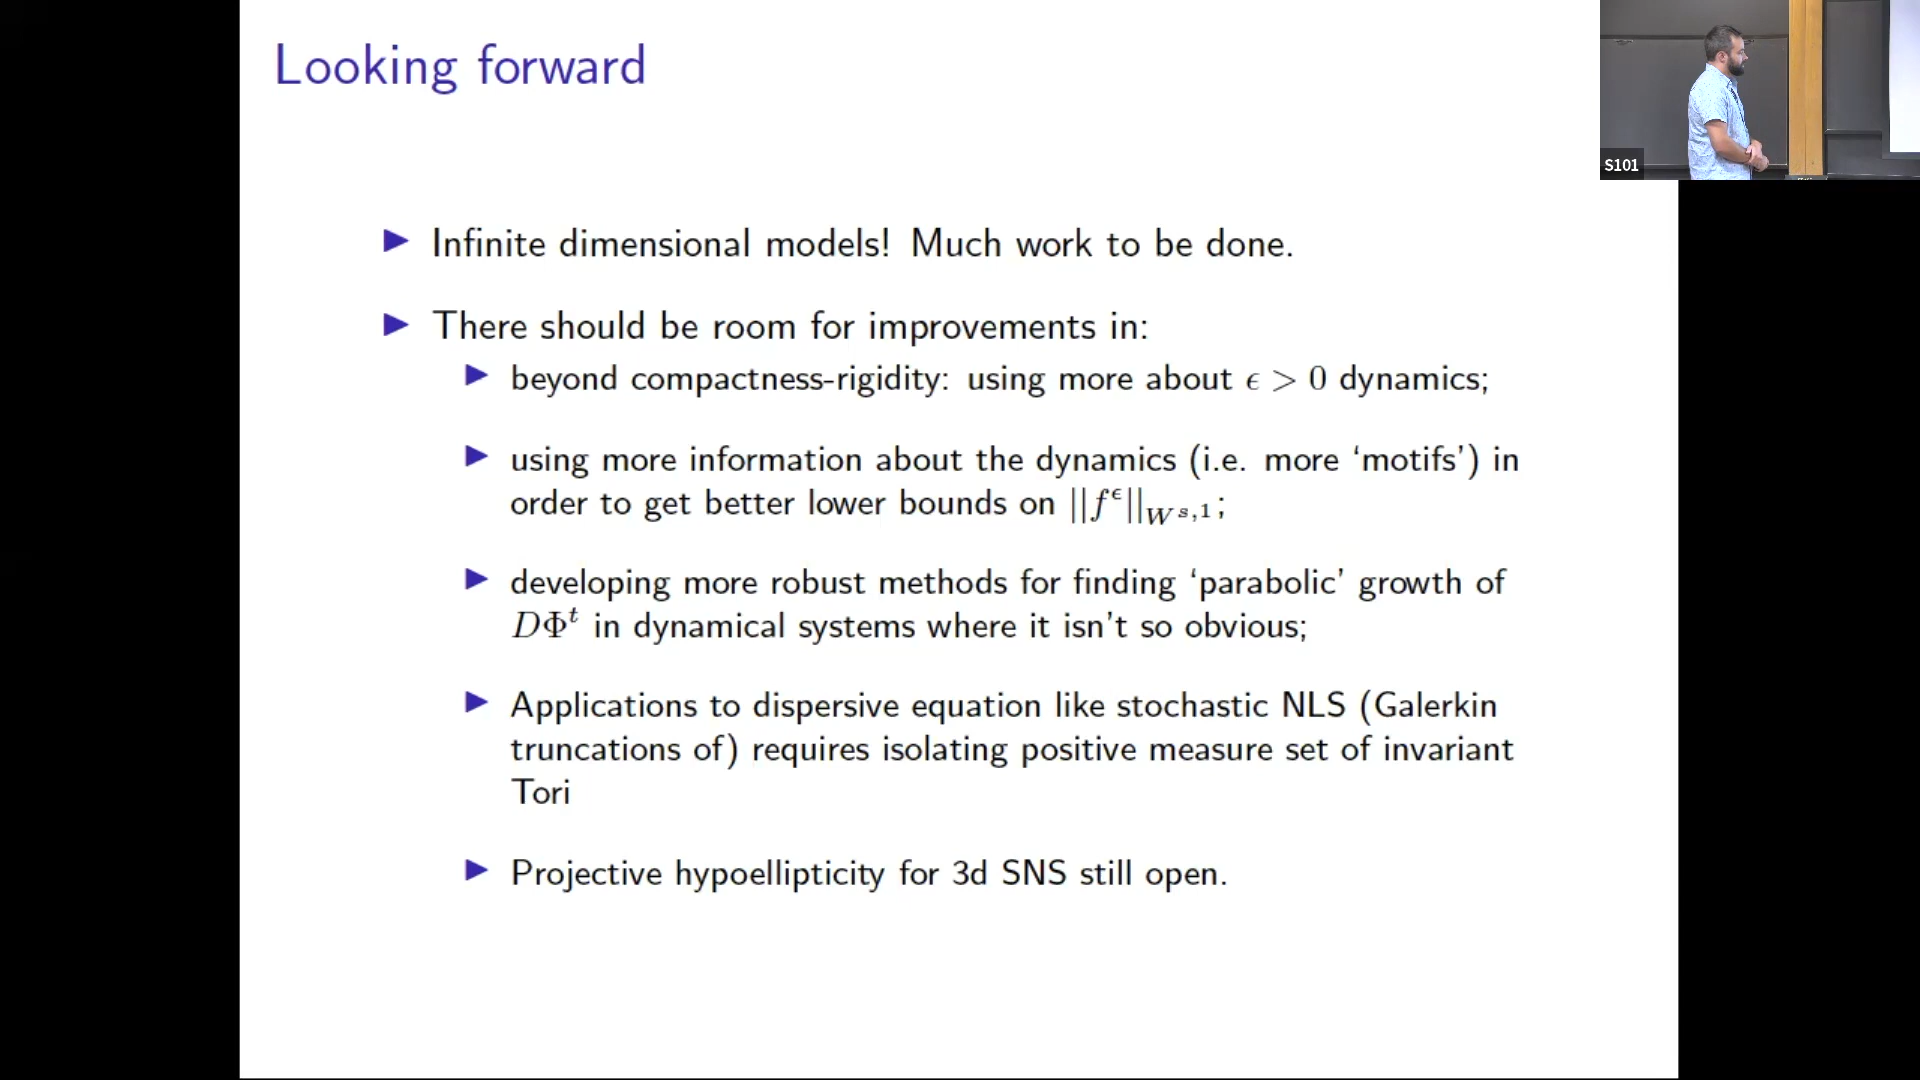 Looking forward
S101
▶ Infinite dimensional models! Much work to be done.
▶ There should be room for improvements in:
▶ beyond compactness-rigidity: using more about ϵ > 0 dynamics;
▶ using more information about the dynamics (i.e. more ‘motifs’) in
order to get better lower bounds on ||f^ϵ||_{W^{s,1}};
▶ developing more robust methods for finding ‘parabolic’ growth of
DΦ^t in dynamical systems where it isn't so obvious;
▶ Applications to dispersive equation like stochastic NLS (Galerkin
truncations of) requires isolating positive measure set of invariant
Tori
▶ Projective hypoellipticity for 3d SNS still open.